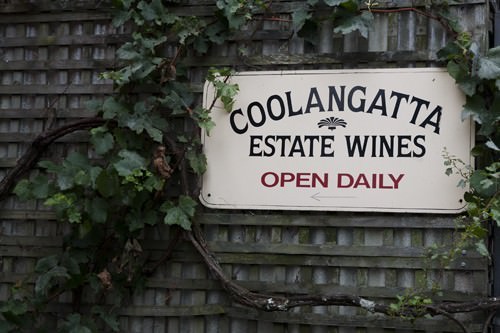 COOLANGATTA
ESTATE WINES
OPEN DAILY